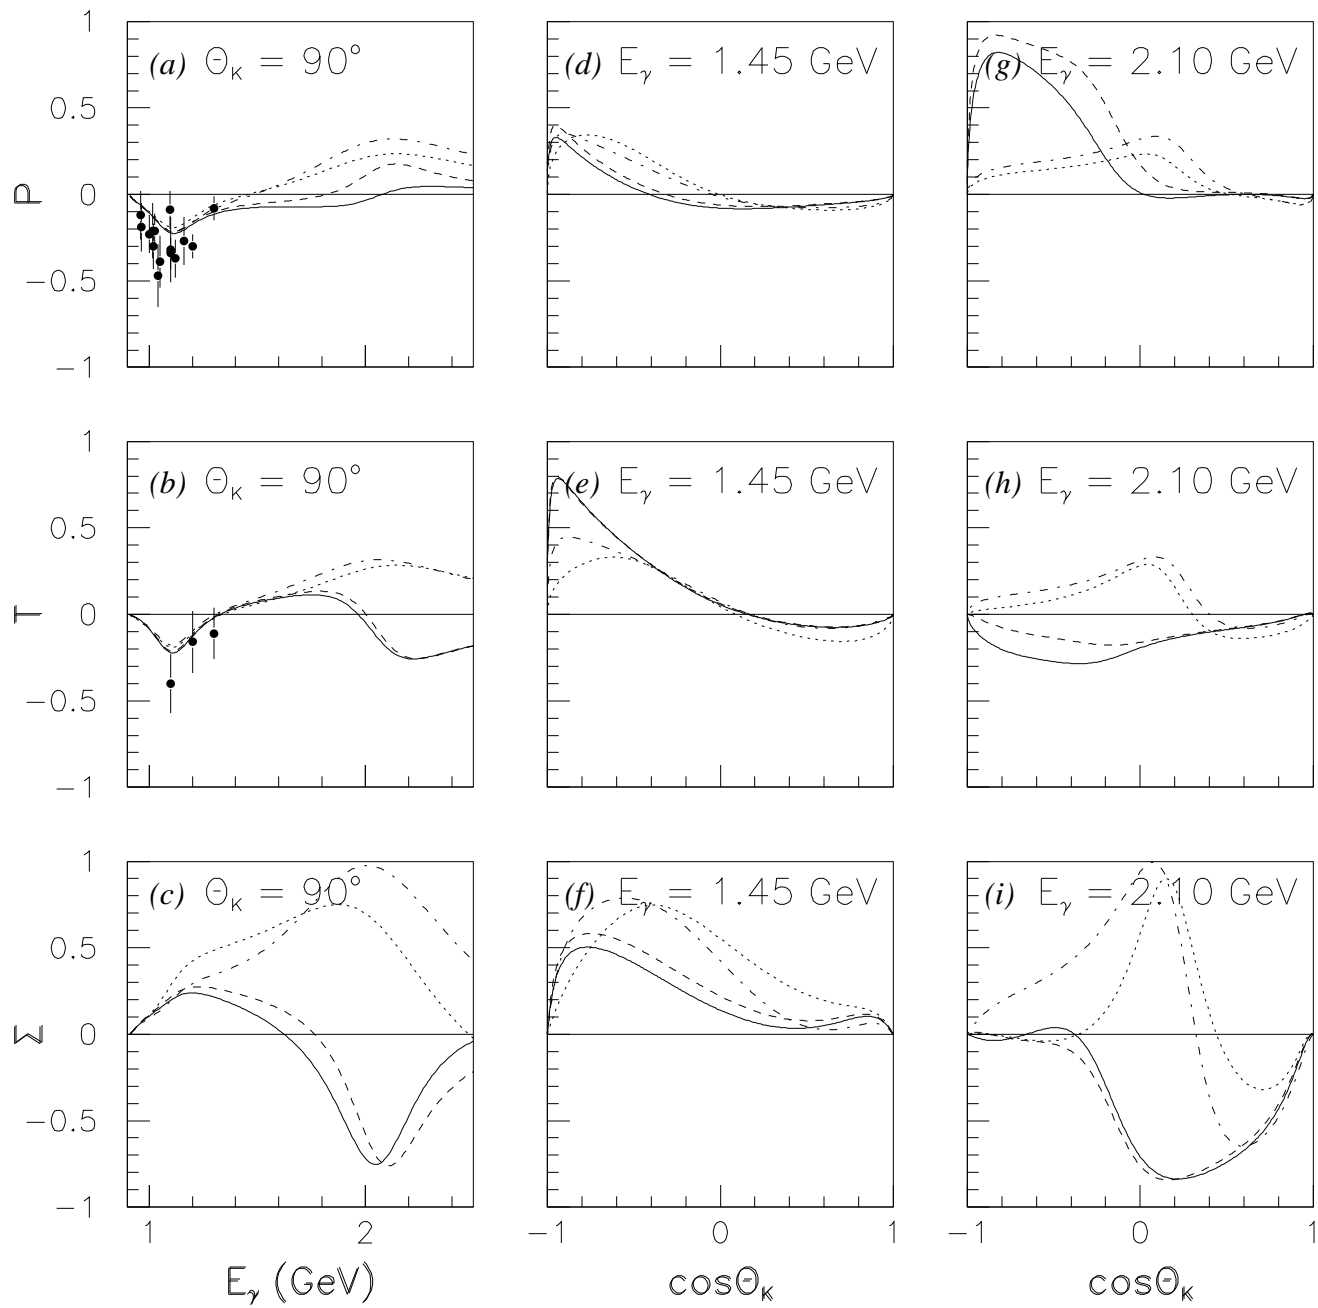 1
(a) Θ_K = 90°
(d) E_γ = 1.45 GeV
(g) E_γ = 2.10 GeV
0.5
P
0
−0.5
−1
1
(b) Θ_K = 90°
(e) E_γ = 1.45 GeV
(h) E_γ = 2.10 GeV
0.5
T
0
−0.5
−1
1
(c) Θ_K = 90°
(f) E_γ = 1.45 GeV
(i) E_γ = 2.10 GeV
0.5
Σ
0
−0.5
−1
1 2
−1 0 1
−1 0 1
E_γ (GeV)
cosΘ_K
cosΘ_K